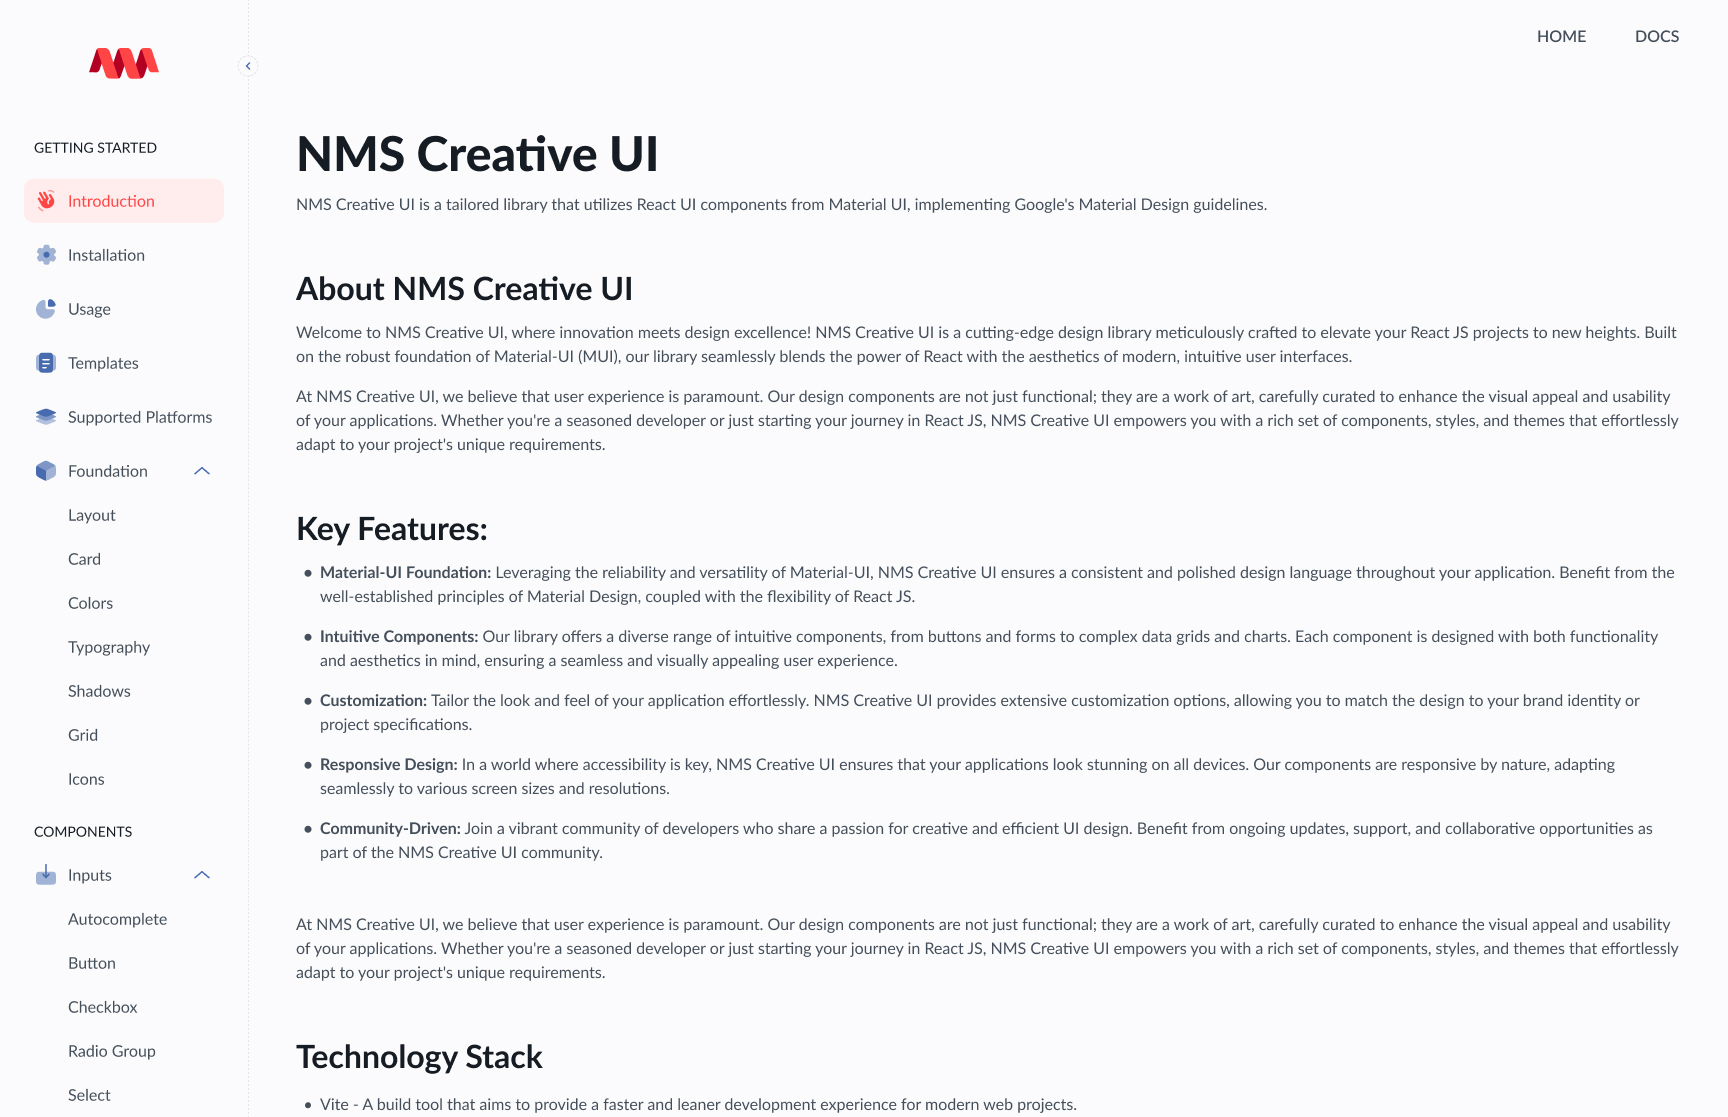 HOME
DOCS
GETTING STARTED
Introduction
Installation
Usage
Templates
Supported Platforms
Foundation
Layout
Card
Colors
Typography
Shadows
Grid
Icons
COMPONENTS
Inputs
Autocomplete
Button
Checkbox
Radio Group
Select
NMS Creative UI
NMS Creative UI is a tailored library that utilizes React UI components from Material UI, implementing Google's Material Design guidelines.
About NMS Creative UI
Welcome to NMS Creative UI, where innovation meets design excellence! NMS Creative UI is a cutting-edge design library meticulously crafted to elevate your React JS projects to new heights. Built
on the robust foundation of Material-UI (MUI), our library seamlessly blends the power of React with the aesthetics of modern, intuitive user interfaces.
At NMS Creative UI, we believe that user experience is paramount. Our design components are not just functional; they are a work of art, carefully curated to enhance the visual appeal and usability
of your applications. Whether you're a seasoned developer or just starting your journey in React JS, NMS Creative UI empowers you with a rich set of components, styles, and themes that effortlessly
adapt to your project's unique requirements.
Key Features:
• Material-UI Foundation: Leveraging the reliability and versatility of Material-UI, NMS Creative UI ensures a consistent and polished design language throughout your application. Benefit from the
well-established principles of Material Design, coupled with the flexibility of React JS.
• Intuitive Components: Our library offers a diverse range of intuitive components, from buttons and forms to complex data grids and charts. Each component is designed with both functionality
and aesthetics in mind, ensuring a seamless and visually appealing user experience.
• Customization: Tailor the look and feel of your application effortlessly. NMS Creative UI provides extensive customization options, allowing you to match the design to your brand identity or
project specifications.
• Responsive Design: In a world where accessibility is key, NMS Creative UI ensures that your applications look stunning on all devices. Our components are responsive by nature, adapting
seamlessly to various screen sizes and resolutions.
• Community-Driven: Join a vibrant community of developers who share a passion for creative and efficient UI design. Benefit from ongoing updates, support, and collaborative opportunities as
part of the NMS Creative UI community.
At NMS Creative UI, we believe that user experience is paramount. Our design components are not just functional; they are a work of art, carefully curated to enhance the visual appeal and usability
of your applications. Whether you're a seasoned developer or just starting your journey in React JS, NMS Creative UI empowers you with a rich set of components, styles, and themes that effortlessly
adapt to your project's unique requirements.
Technology Stack
• Vite - A build tool that aims to provide a faster and leaner development experience for modern web projects.